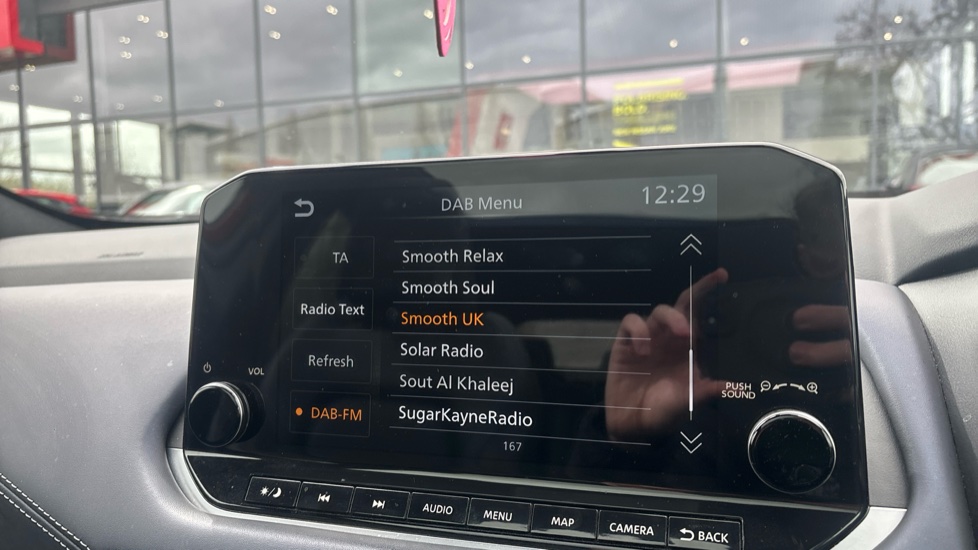 DAB Menu
12:29
TA
Smooth Relax
Smooth Soul
Radio Text
Smooth UK
Solar Radio
Refresh
Sout Al Khaleej
DAB-FM
SugarKayneRadio
167
VOL
PUSH
SOUND
AUDIO
MENU
MAP
CAMERA
BACK